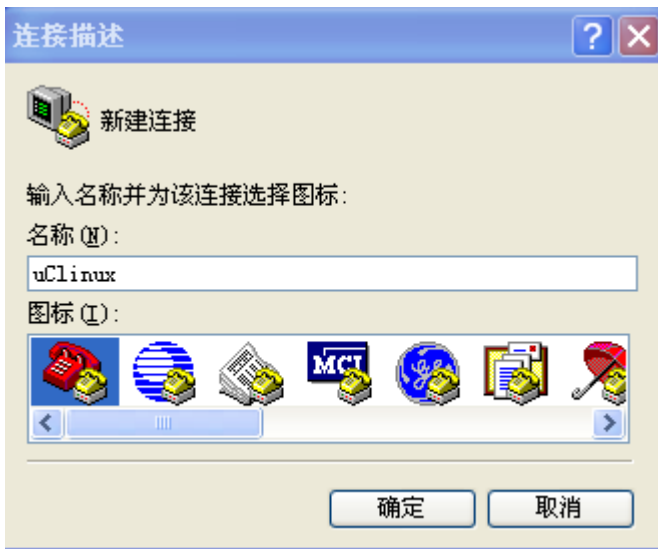 连接描述
新建连接
输入名称并为该连接选择图标:
名称(N):
uClinux
图标(I):
MCI
确定
取消